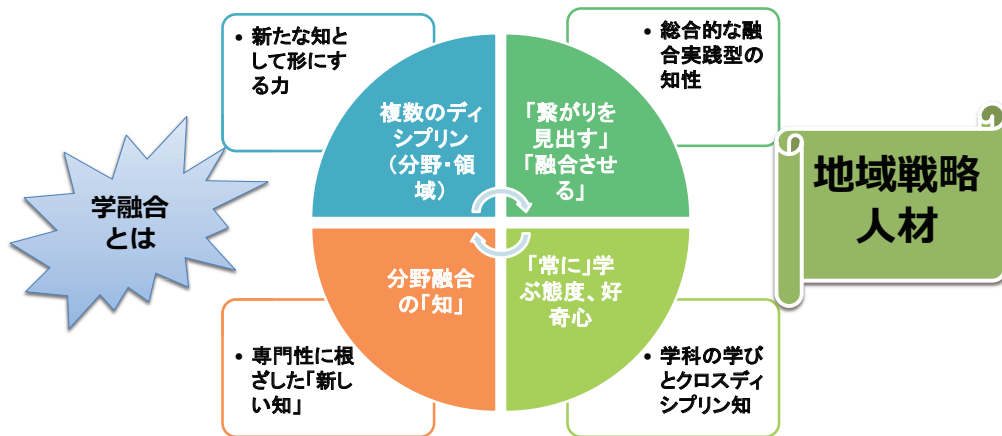 • 新たな知と
して形にす
る力
• 総合的な融
合実践型の
知性
複数のディ
シプリン
（分野・領
域）
「繋がりを
見出す」
「融合させ
る」
学融合
とは
地域戦略
人材
分野融合
の「知」
「常に」学
ぶ態度、好
奇心
• 専門性に根
ざした「新し
い知」
• 学科の学び
とクロスディ
シプリン知